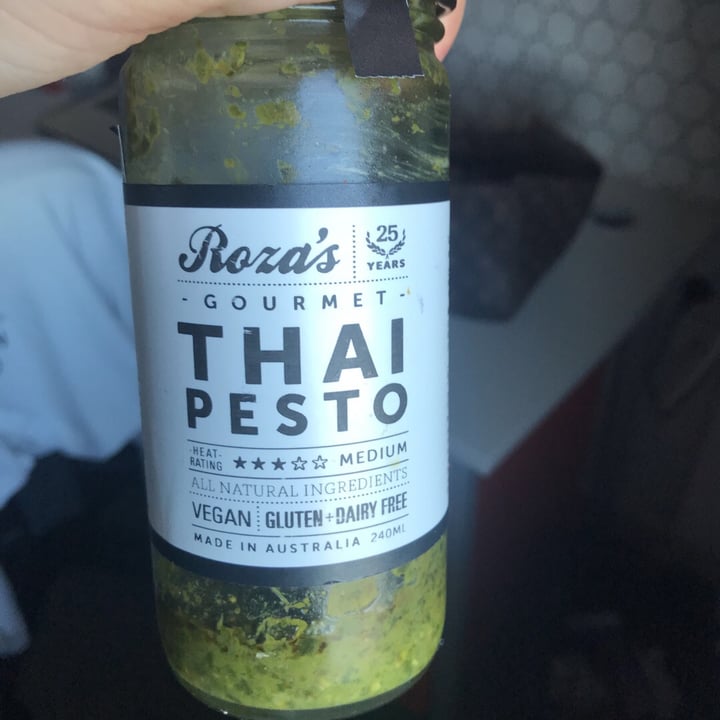 Roza's
25
YEARS
- GOURMET -
THAI
PESTO
-HEAT-
RATING ★★★☆☆ MEDIUM
ALL NATURAL INGREDIENTS
VEGAN GLUTEN+DAIRY FREE
MADE IN AUSTRALIA 240ML